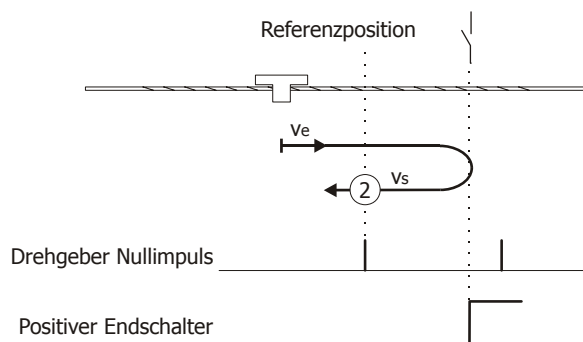 Referenzposition
Ve
2
Vs
Drehgeber Nullimpuls
Positiver Endschalter